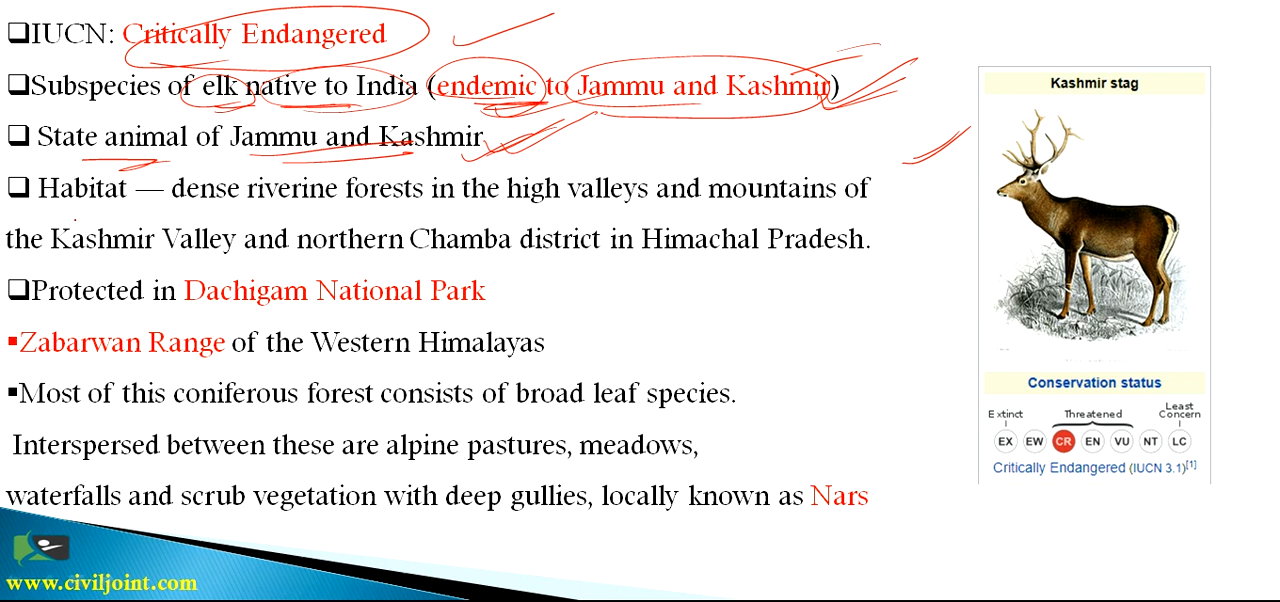 ❑IUCN: Critically Endangered
❑Subspecies of elk native to India (endemic to Jammu and Kashmir)
❑ State animal of Jammu and Kashmir
❑ Habitat — dense riverine forests in the high valleys and mountains of
the Kashmir Valley and northern Chamba district in Himachal Pradesh.
❑Protected in Dachigam National Park
▪Zabarwan Range of the Western Himalayas
▪Most of this coniferous forest consists of broad leaf species.
Interspersed between these are alpine pastures, meadows,
waterfalls and scrub vegetation with deep gullies, locally known as Nars
Kashmir stag
Conservation status
Extinct Threatened Least Concern
EX EW CR EN VU NT LC
Critically Endangered (IUCN 3.1)[1]
www.civiljoint.com